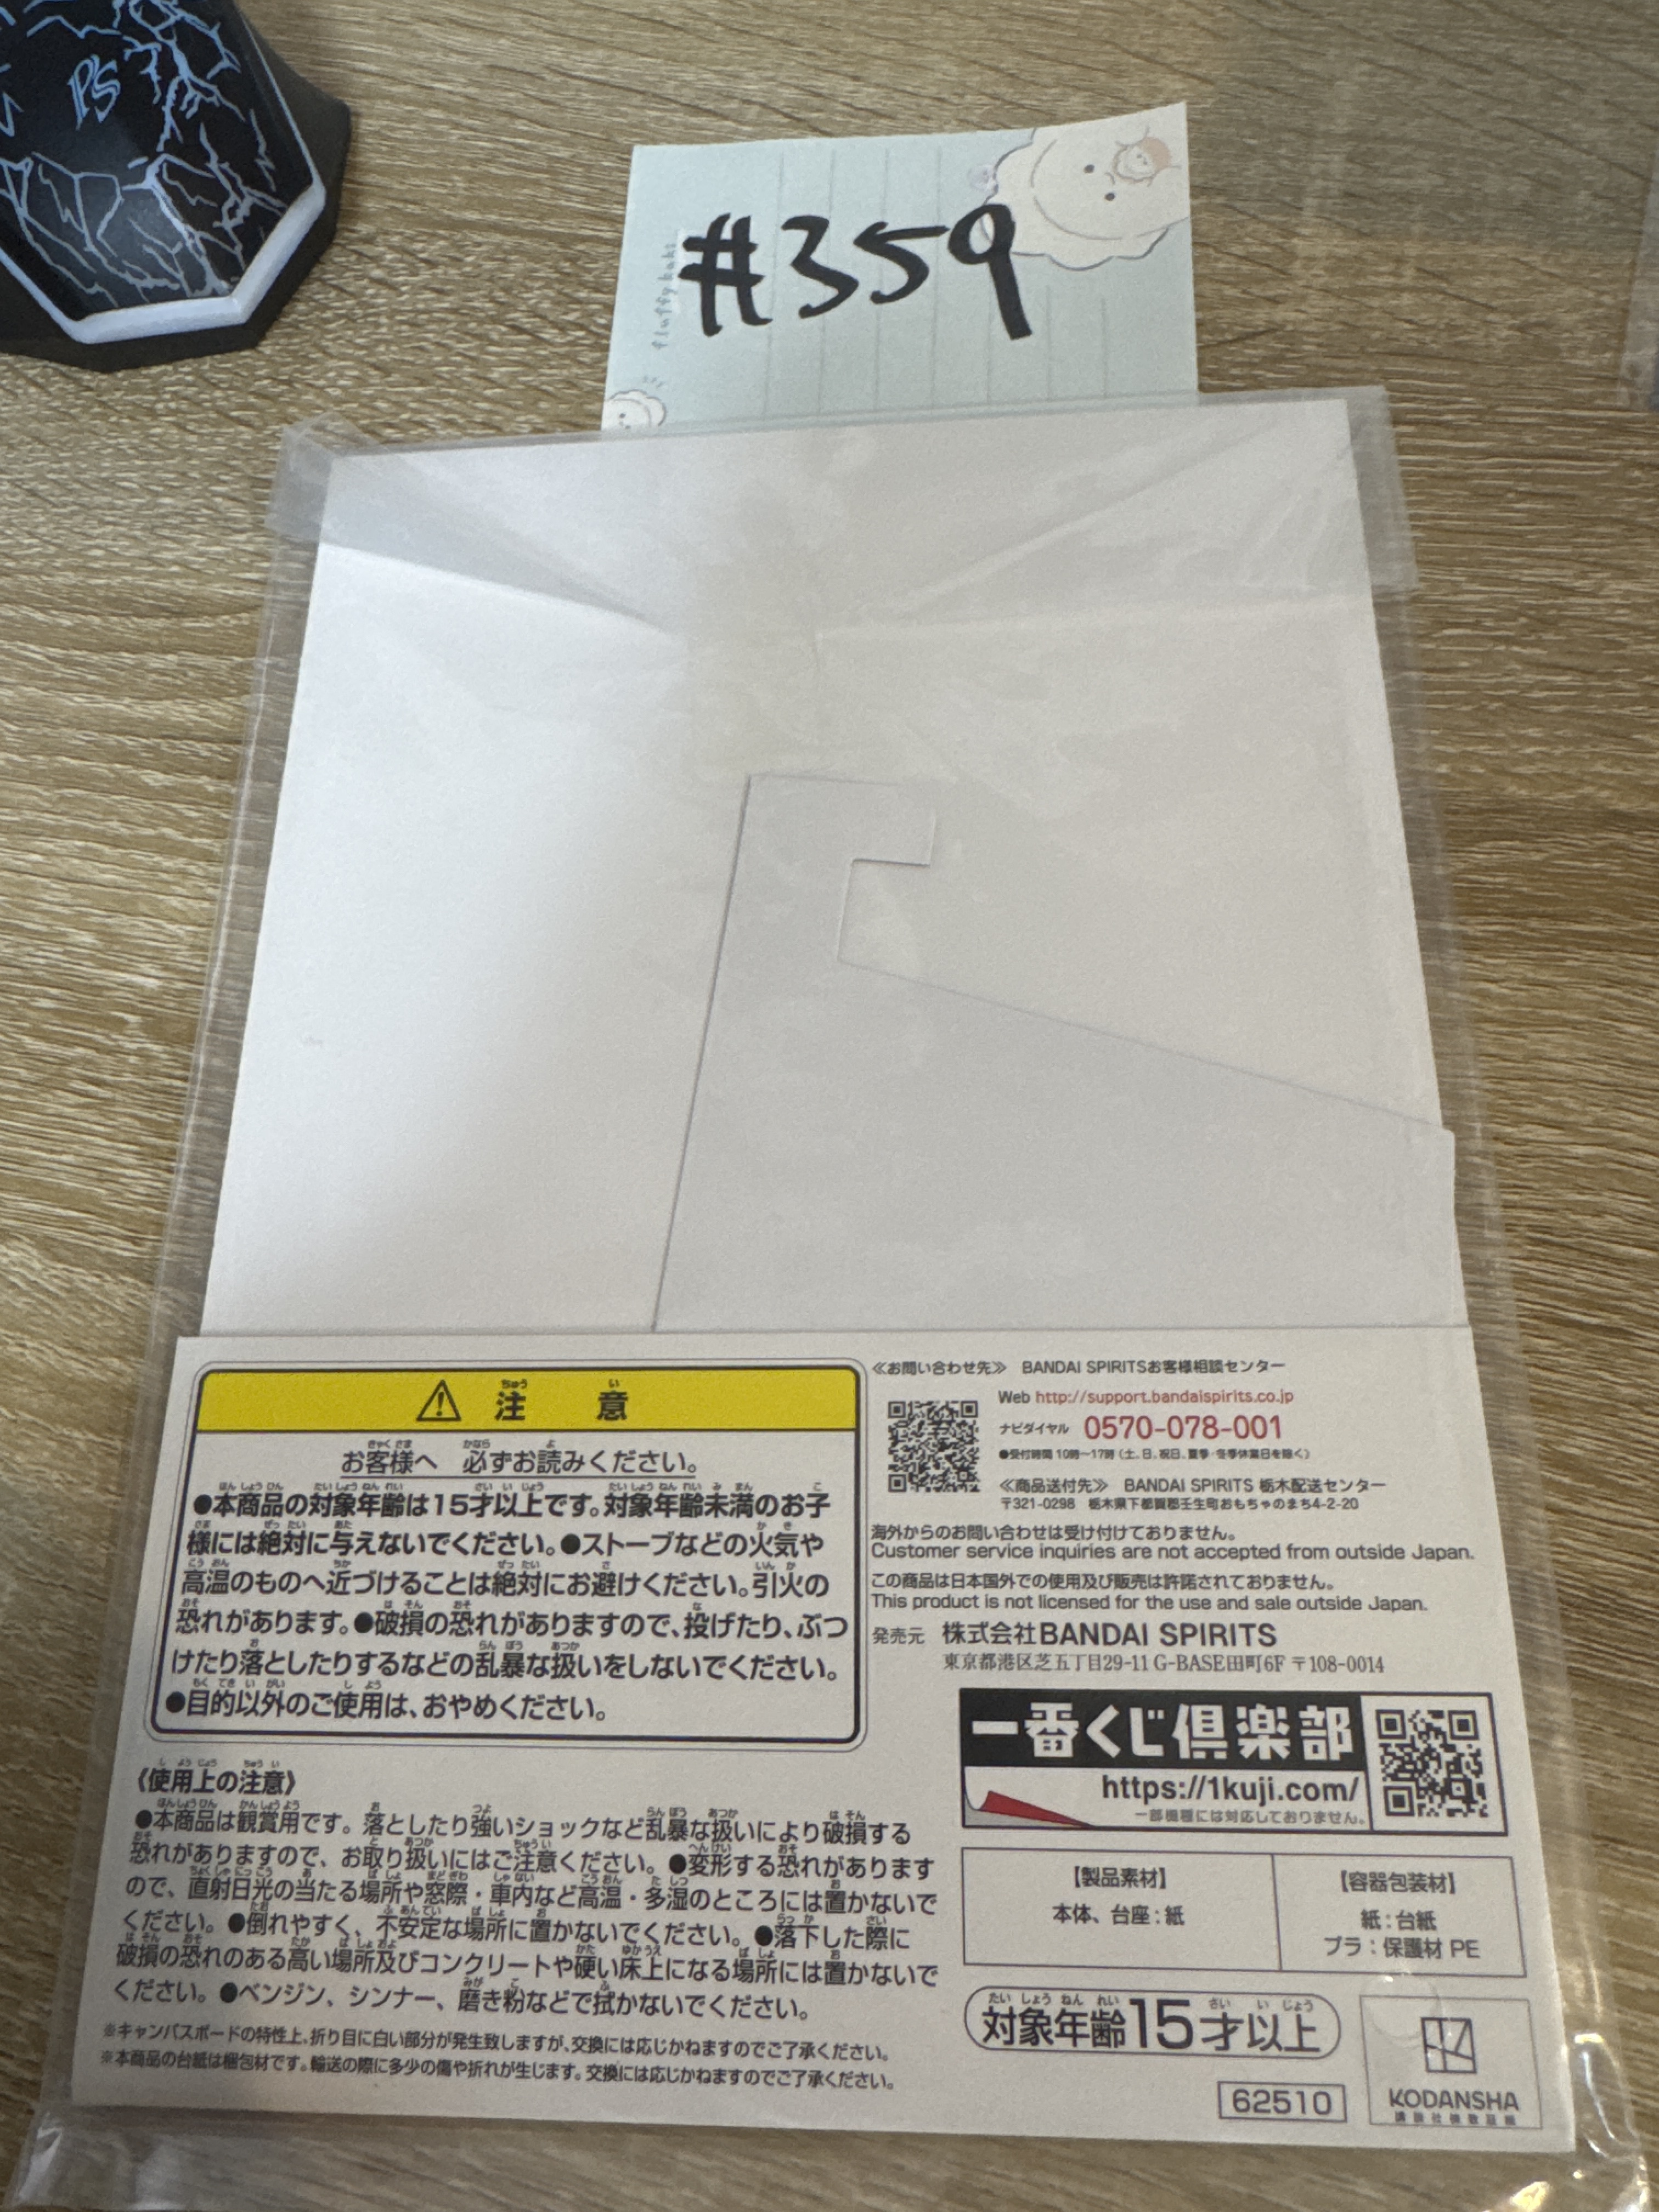 PS
#359
fluffy kaki
⚠ 注意
お客様へ 必ずお読みください。
●本商品の対象年齢は15才以上です。対象年齢未満のお子
様には絶対に与えないでください。●ストーブなどの火気や
高温のものへ近づけることは絶対にお避けください。引火の
恐れがあります。●破損の恐れがありますので、投げたり、ぶつ
けたり落としたりするなどの乱暴な扱いをしないでください。
●目的以外のご使用は、おやめください。
《使用上の注意》
●本商品は観賞用です。落としたり強いショックなど乱暴な扱いにより破損する
恐れがありますので、お取り扱いにはご注意ください。●変形する恐れがあります
ので、直射日光の当たる場所や窓際・車内など高温・多湿のところには置かないで
ください。●倒れやすく、不安定な場所に置かないでください。●落下した際に
破損の恐れのある高い場所及びコンクリートや硬い床上になる場所には置かないで
ください。●ベンジン、シンナー、磨き粉などで拭かないでください。
※キャンバスボードの特性上、折り目に白い部分が発生致しますが、交換には応じかねますのでご了承ください。
※本商品の台紙は梱包材です。輸送の際に多少の傷や折れが生じます。交換には応じかねますのでご了承ください。
≪お問い合わせ先≫ BANDAI SPIRITSお客様相談センター
Web http://support.bandaispirits.co.jp
ナビダイヤル 0570-078-001
●受付時間 10時〜17時(土、日、祝日、夏季・冬季休業日を除く)
≪商品送付先≫ BANDAI SPIRITS 栃木配送センター
〒321-0298 栃木県下都賀郡壬生町おもちゃのまち4-2-20
海外からのお問い合わせは受け付けておりません。
Customer service inquiries are not accepted from outside Japan.
この商品は日本国外での使用及び販売は許諾されておりません。
This product is not licensed for the use and sale outside Japan.
発売元 株式会社BANDAI SPIRITS
東京都港区芝五丁目29-11 G-BASE田町6F 〒108-0014
一番くじ倶楽部
https://1kuji.com/
一部機種には対応しておりません。
【製品素材】
本体、台座:紙
【容器包装材】
紙:台紙
プラ:保護材 PE
対象年齢15才以上
62510
KODANSHA